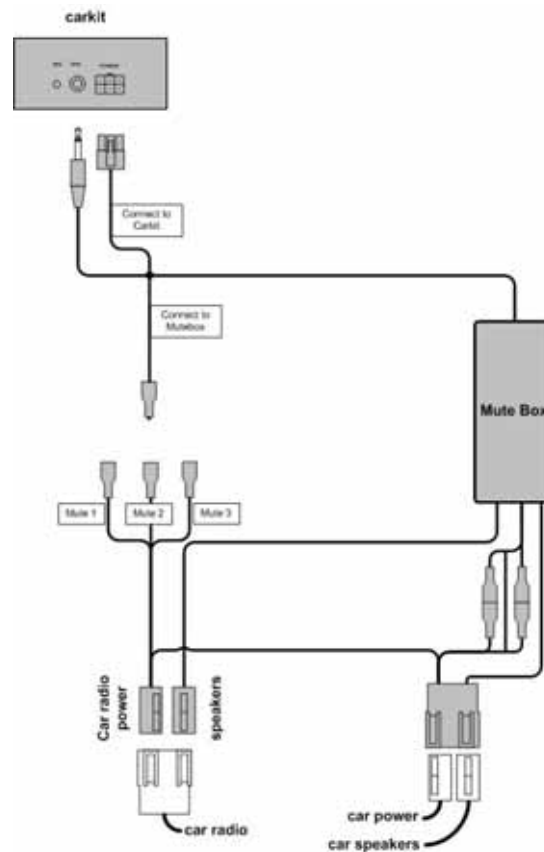 carkit
POWER
Connect to
Carkit
Connect to
Mutebox
Mute Box
Mute 1
Mute 2
Mute 3
Car radio
power
speakers
car power
car radio
car speakers